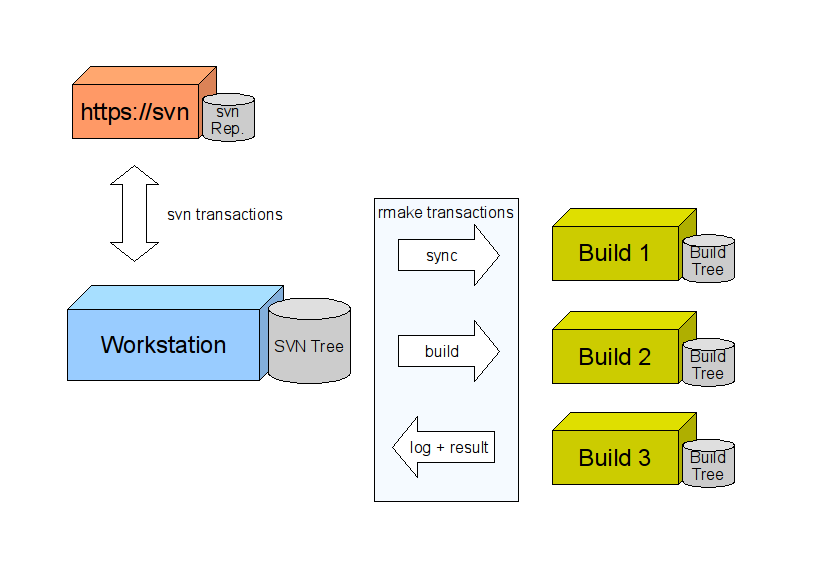 https://svn
svn
Rep.
svn transactions
rmake transactions
sync
build
log + result
Workstation
SVN Tree
Build 1
Build
Tree
Build 2
Build
Tree
Build 3
Build
Tree